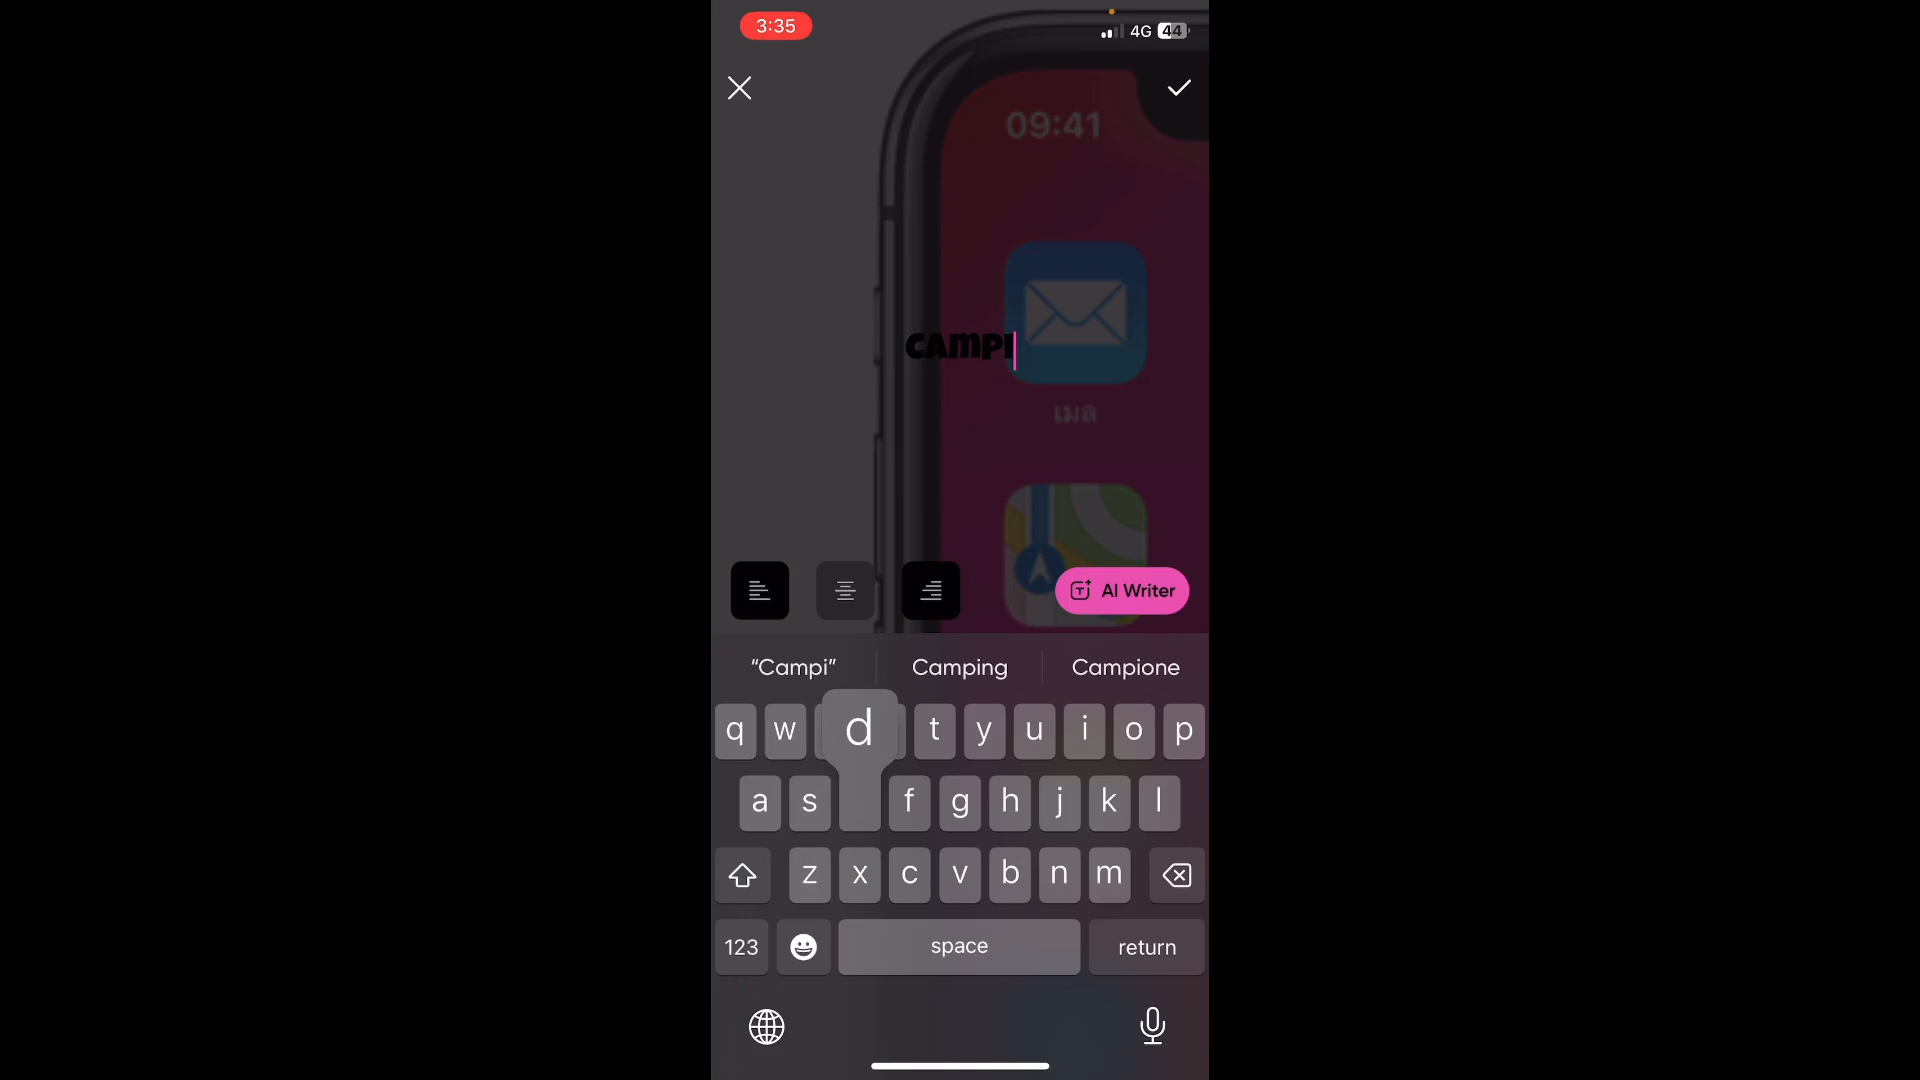 3:35
4G 44
09:41
CAMPI
เมล
AI Writer
“Campi” Camping Campione
q w d t y u i o p
a s f g h j k l
z x c v b n m
123 space return